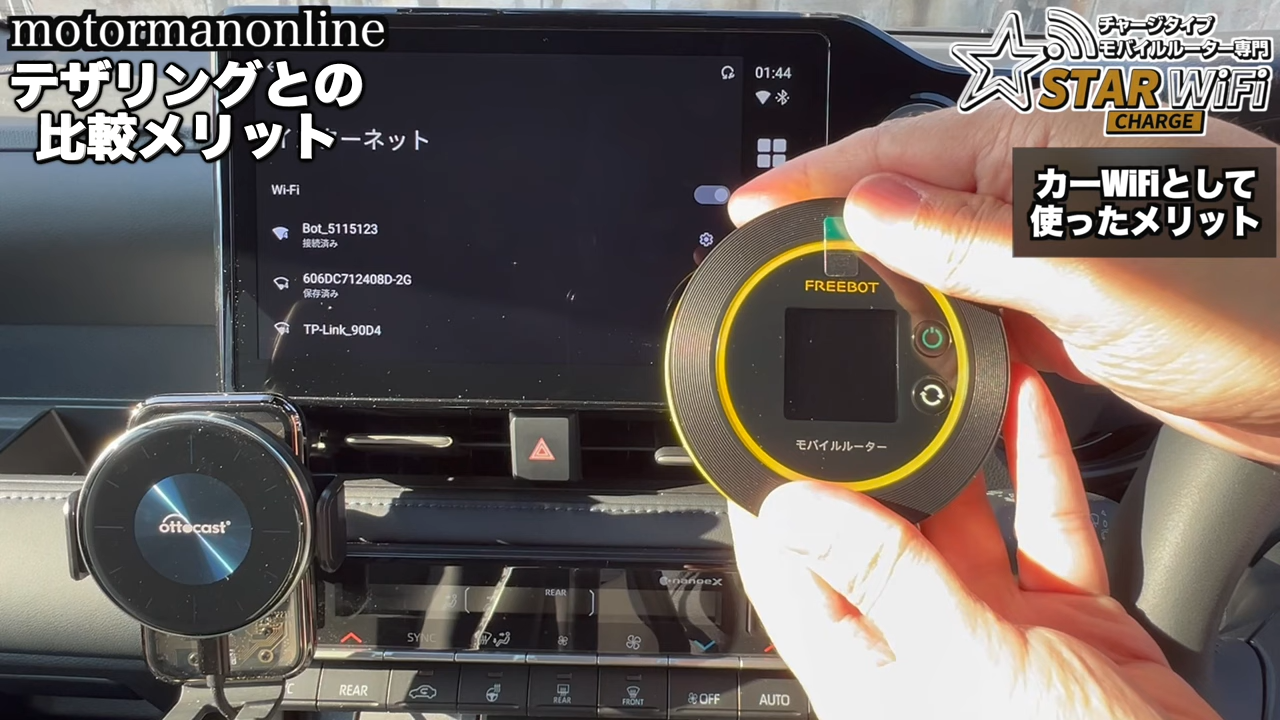 motormanonline
テザリングとの
比較メリット
チャージタイプ
モバイルルーター専門
STAR WiFi
CHARGE
カーWiFiとして
使ったメリット
01:44
ーネット
Wi-Fi
Bot_5115123
接続済み
606DC712408D-2G
保存済み
TP-Link_90D4
FREEBOT
モバイルルーター
ottocast
nanoeX
REAR
SYNC
REAR
REAR
FRONT
OFF
AUTO